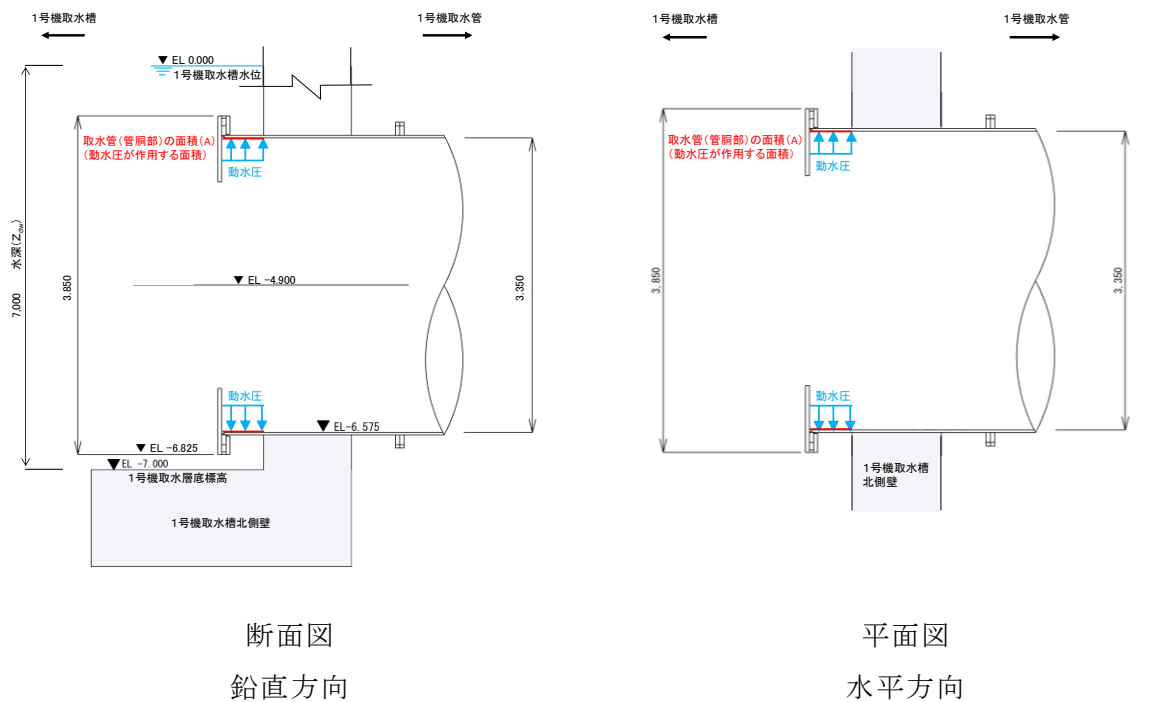 1号機取水槽
1号機取水管
▼ EL 0.000
1号機取水槽水位
取水管(管胴部)の面積(A)
(動水圧が作用する面積)
動水圧
水深(Zdw)
7,000
3.850
▼ EL -4.900
3.350
動水圧
▼ EL-6.575
▼ EL -6.825
▼ EL -7.000
1号機取水層底標高
1号機取水槽北側壁
断面図
鉛直方向
1号機取水槽
1号機取水管
取水管(管胴部)の面積(A)
(動水圧が作用する面積)
動水圧
3,850
3,350
動水圧
1号機取水槽
北側壁
平面図
水平方向